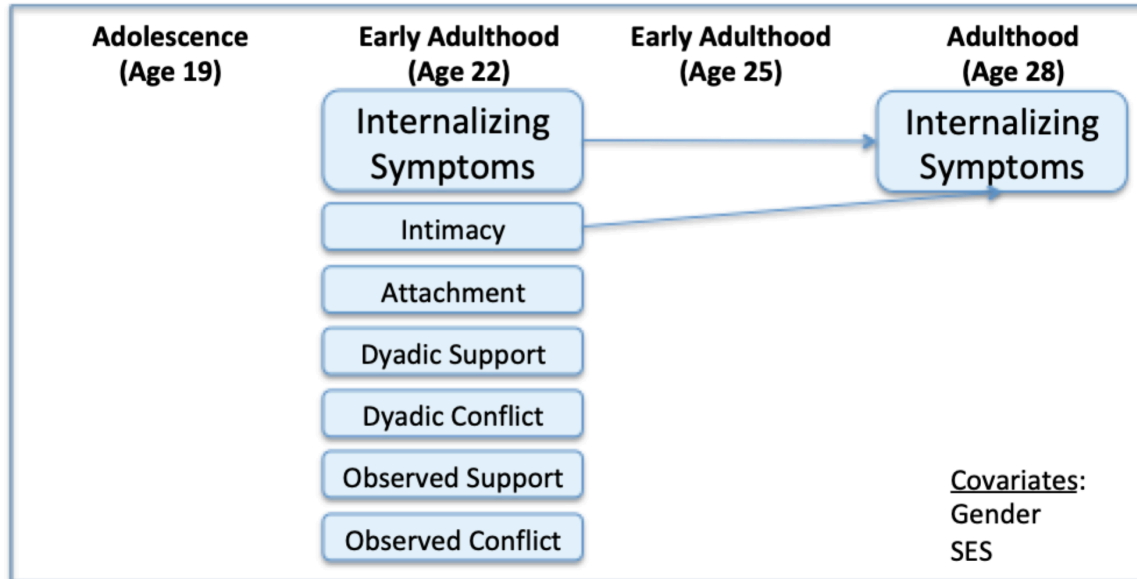 Adolescence
(Age 19)
Early Adulthood
(Age 22)
Early Adulthood
(Age 25)
Adulthood
(Age 28)
Internalizing
Symptoms
Internalizing
Symptoms
Intimacy
Attachment
Dyadic Support
Dyadic Conflict
Observed Support
Observed Conflict
Covariates:
Gender
SES